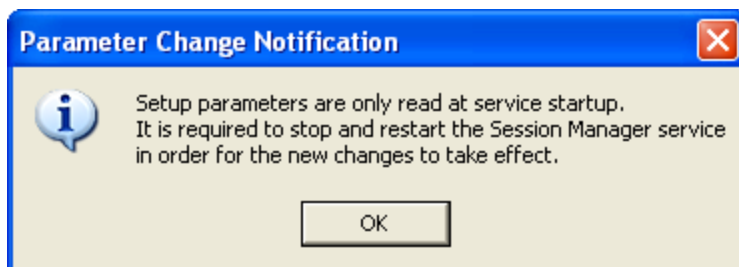 Parameter Change Notification
Setup parameters are only read at service startup.
It is required to stop and restart the Session Manager service
in order for the new changes to take effect.
OK